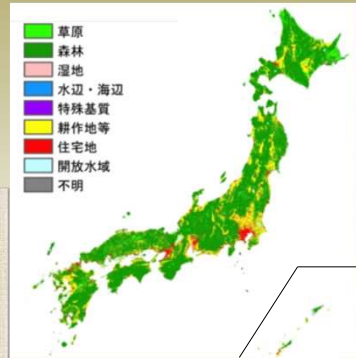 草原
森林
湿地
水辺・海辺
特殊基質
耕作地等
住宅地
開放水域
不明